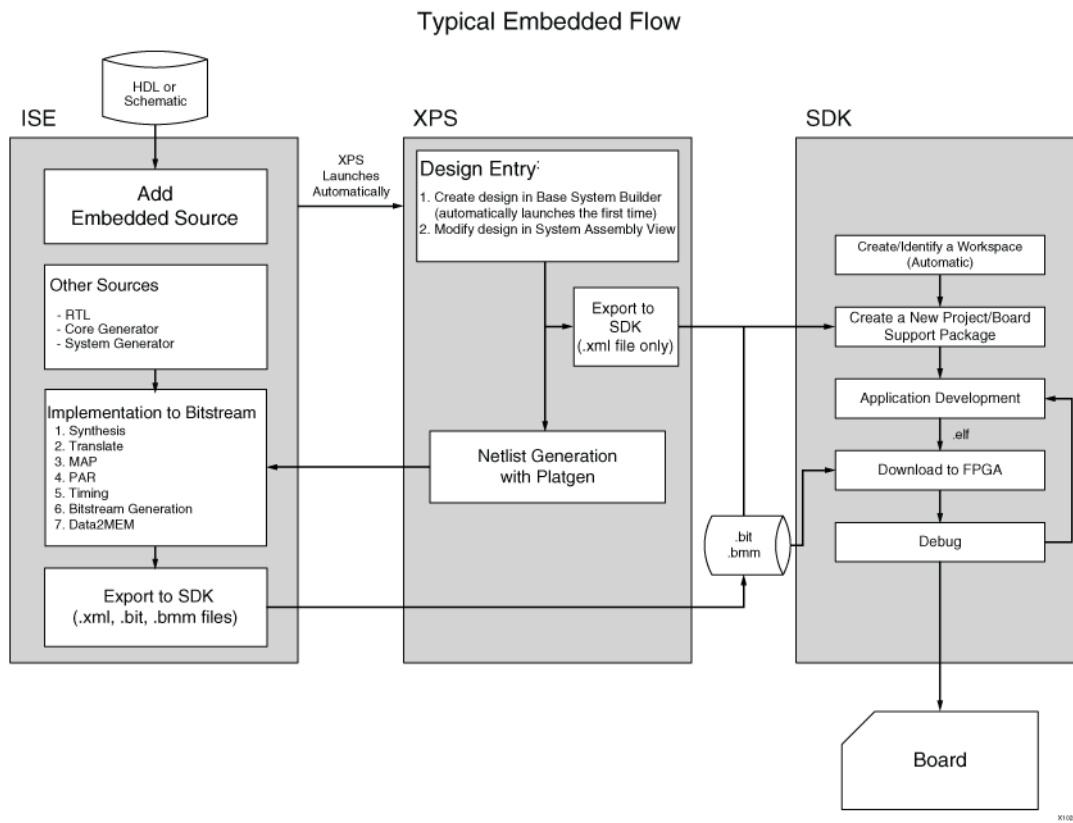 Typical Embedded Flow
HDL or
Schematic
ISE
Add
Embedded Source
Other Sources
- RTL
- Core Generator
- System Generator
Implementation to Bitstream
1. Synthesis
2. Translate
3. MAP
4. PAR
5. Timing
6. Bitstream Generation
7. Data2MEM
Export to SDK
(.xml, .bit, .bmm files)
XPS
Launches
Automatically
XPS
Design Entry:
1. Create design in Base System Builder
(automatically launches the first time)
2. Modify design in System Assembly View
Export to
SDK
(.xml file only)
Netlist Generation
with Platgen
.bit
.bmm
SDK
Create/Identify a Workspace
(Automatic)
Create a New Project/Board
Support Package
Application Development
.elf
Download to FPGA
Debug
Board